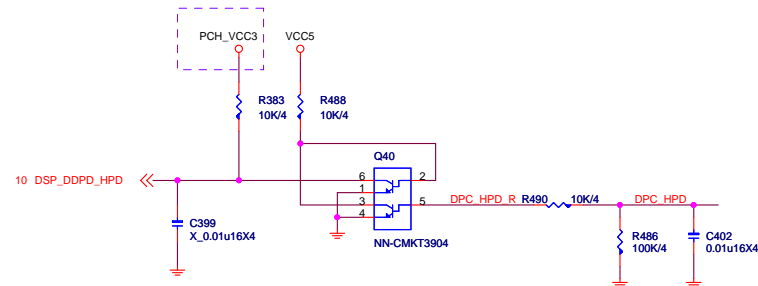 PCH_VCC3 VCC5
R383 R488
10K/4 10K/4
Q40
10 DSP_DDPD_HPD 6 2
1
3 5 DPC_HPD_R R490 10K/4 DPC_HPD
4
C399
X_0.01u16X4
NN-CMKT3904
R486 C402
100K/4 0.01u16X4